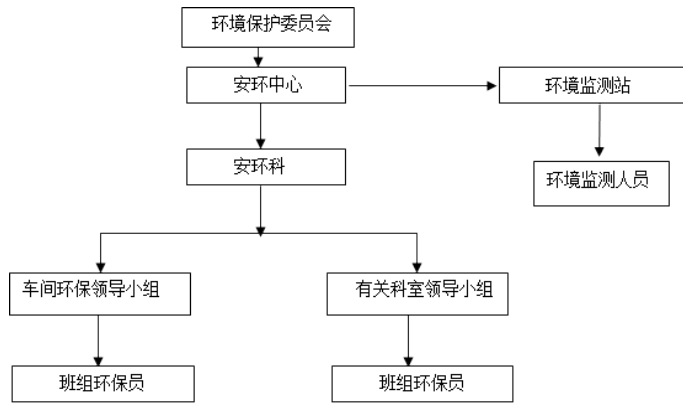 环境保护委员会
安环中心
环境监测站
安环科
环境监测人员
车间环保领导小组
有关科室领导小组
班组环保员
班组环保员